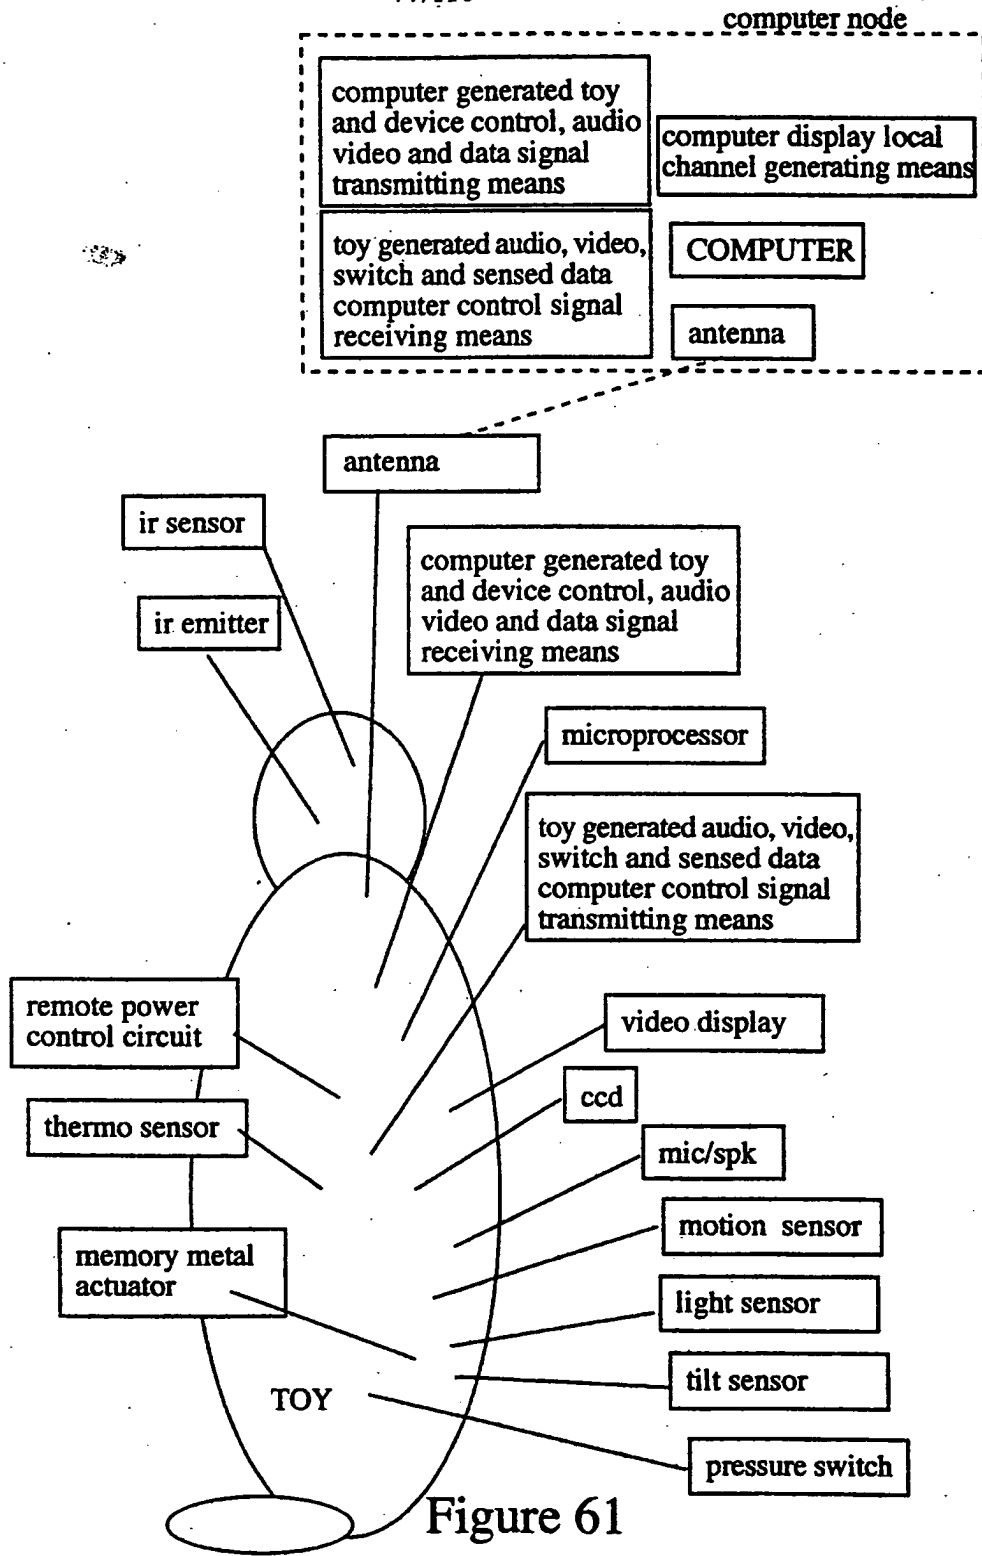 computer node
computer generated toy
and device control, audio
video and data signal
transmitting means
computer display local
channel generating means
toy generated audio, video,
switch and sensed data
computer control signal
receiving means
COMPUTER
antenna
antenna
ir sensor
computer generated toy
and device control, audio
video and data signal
receiving means
ir emitter
microprocessor
toy generated audio, video,
switch and sensed data
computer control signal
transmitting means
remote power
control circuit
video display
ccd
thermo sensor
mic/spk
motion sensor
memory metal
actuator
light sensor
tilt sensor
TOY
pressure switch
Figure 61